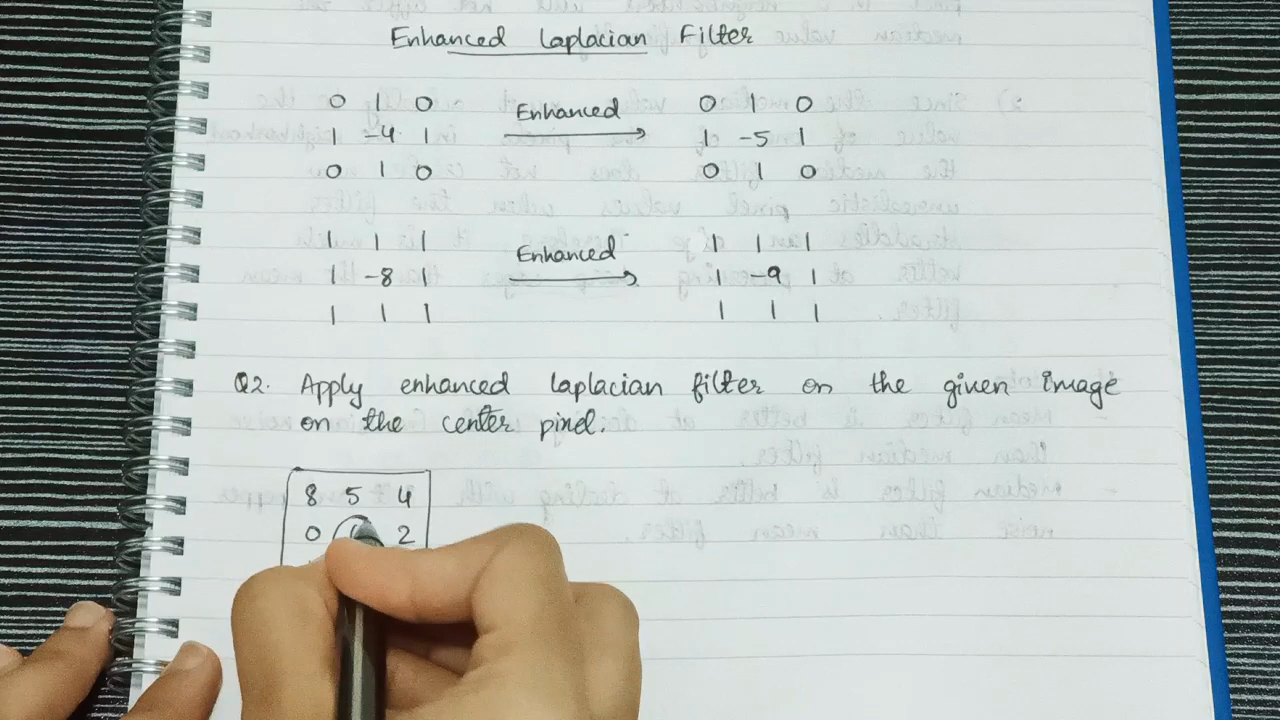 Enhanced Laplacian Filter
0 1 0 Enhanced 0 1 0
1 -4 1 → 1 -5 1
0 1 0 0 1 0
1 1 1 Enhanced 1 1 1
1 -8 1 → 1 -9 1
1 1 1 1 1 1
Q2. Apply enhanced laplacian filter on the given image
on the center pixel.
8 5 4
0 2